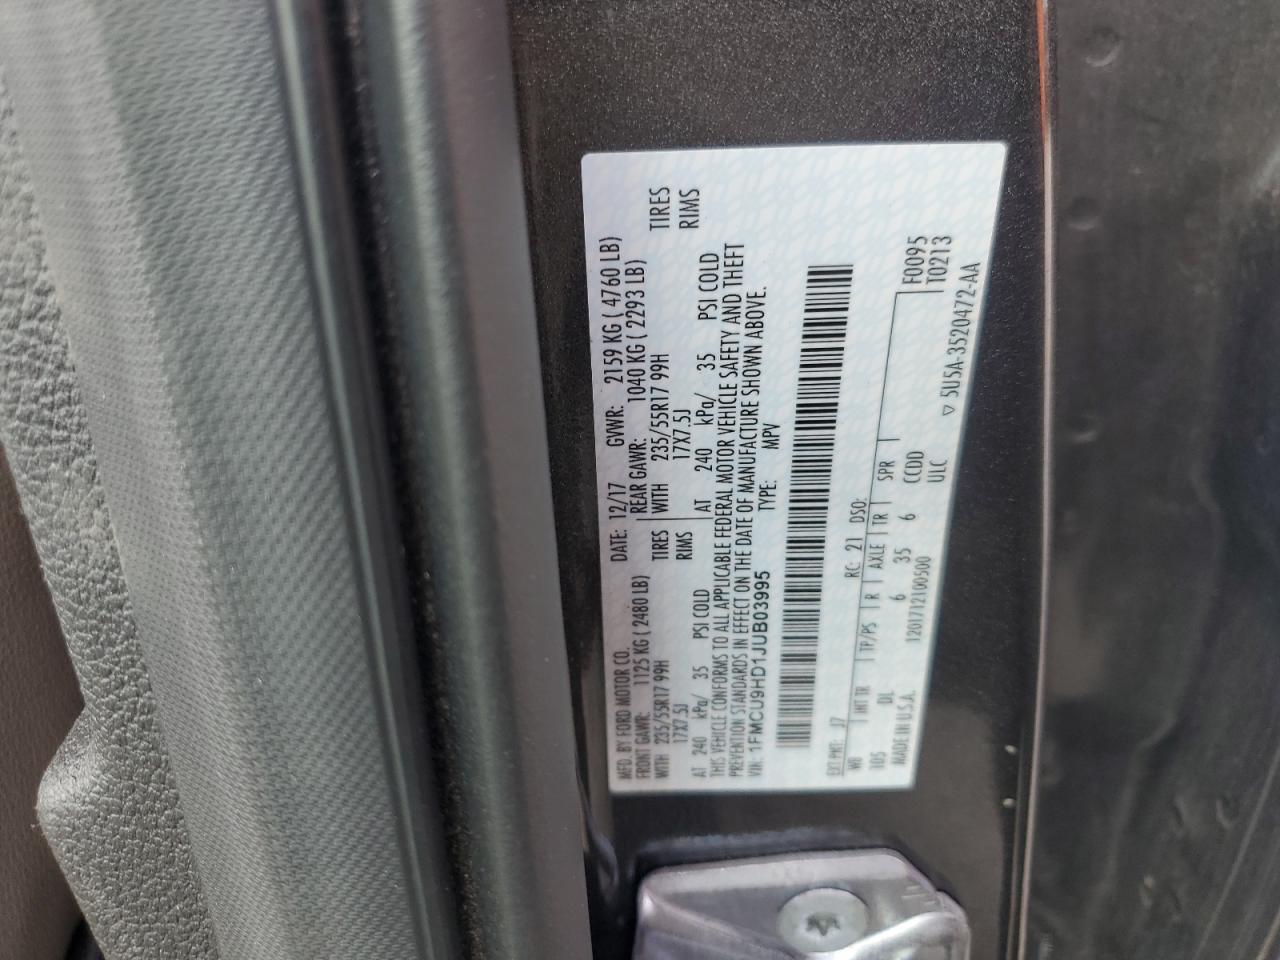 MFD. BY FORD MOTOR CO.
DATE: 12/17 GVWR: 2159 KG ( 4760 LB)
FRONT GAWR: 1125 KG ( 2480 LB) REAR GAWR: 1040 KG ( 2293 LB)
WITH 235/55R17 99H TIRES WITH 235/55R17 99H TIRES
17X7.5J RIMS 17X7.5J RIMS
AT 240 kPa/ 35 PSI COLD AT 240 kPa/ 35 PSI COLD
THIS VEHICLE CONFORMS TO ALL APPLICABLE FEDERAL MOTOR VEHICLE SAFETY AND THEFT
PREVENTION STANDARDS IN EFFECT ON THE DATE OF MANUFACTURE SHOWN ABOVE.
VIN: 1FMCU9HD1JUB03995 TYPE: MPV
EXT PNT: J7 RC: 21 DSO:
WB INT TR TP/PS R AXLE TR SPR F0095
105 DL 6 35 6 CCDD T0213
MADE IN U.S.A. 1201712100500 ULC
▽ 5U5A-3520472-AA